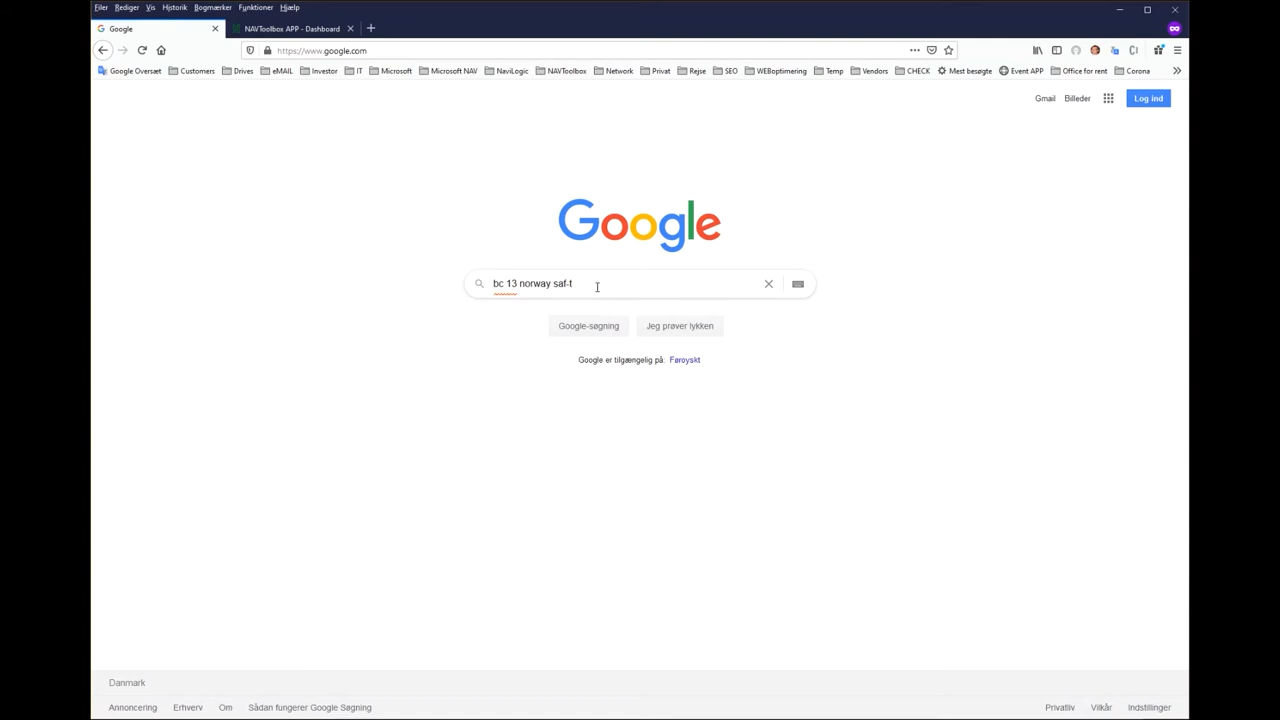 Filer Rediger Vis Historik Bogmærker Funktioner Hjælp
Google NAVToolbox APP - Dashboard
https://www.google.com
Google Oversæt Customers Drives eMAIL Investor IT Microsoft Microsoft NAV NaviLogic NAVToolbox Network Privat Rejse SEO WEBoptimering Temp Vendors CHECK Mest besøgte Event APP Office for rent Corona
Gmail Billeder Log ind
Google
bc 13 norway saf-t
Google-søgning Jeg prøver lykken
Google er tilgængelig på: Føroyskt
Danmark
Annoncering Erhverv Om Sådan fungerer Google Søgning Privatliv Vilkår Indstillinger